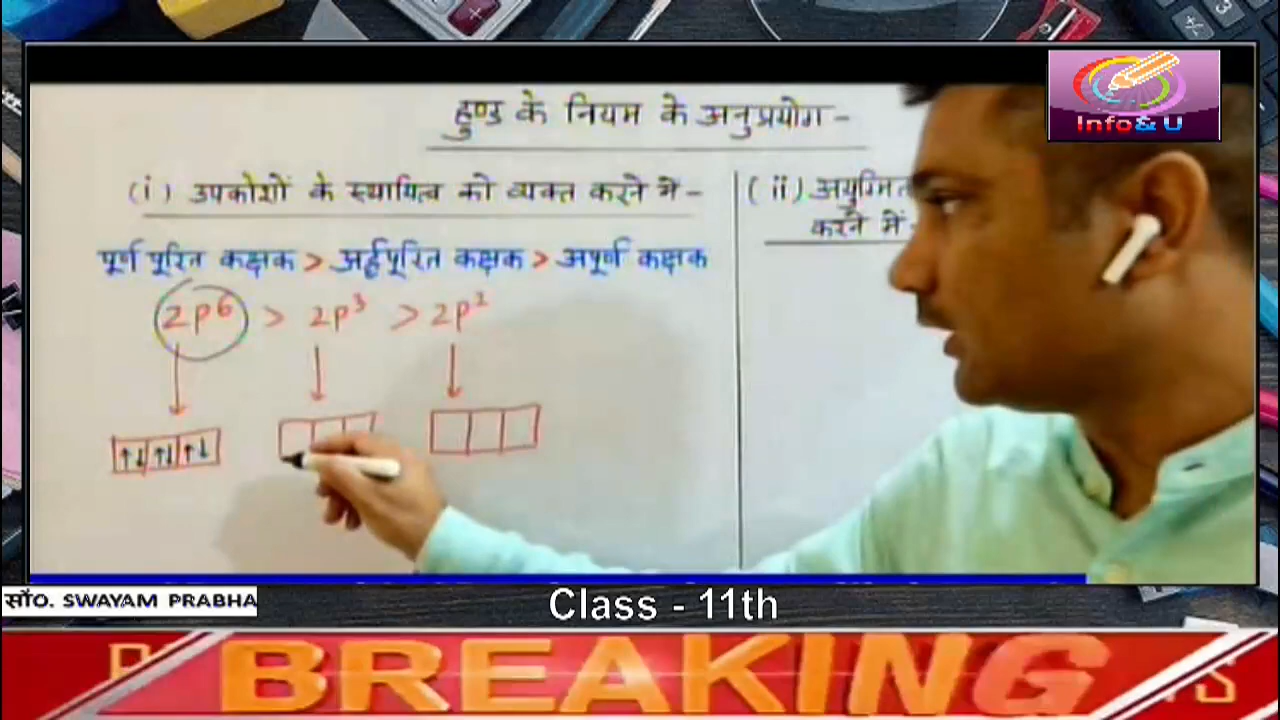 हुण्ड के नियम के अनुप्रयोग -
(i) उपकोशों के स्थायित्व को व्यक्त करने में -
(ii) अयुग्मित
करने में -
पूर्ण पूरित कक्षक > अर्द्धपूरित कक्षक > अपूर्ण कक्षक
2p⁶ > 2p³ > 2p²
↑↓ ↑↓ ↑↓
Info& U
साॅO. SWAYAM PRABHA
Class - 11th
BREAKING